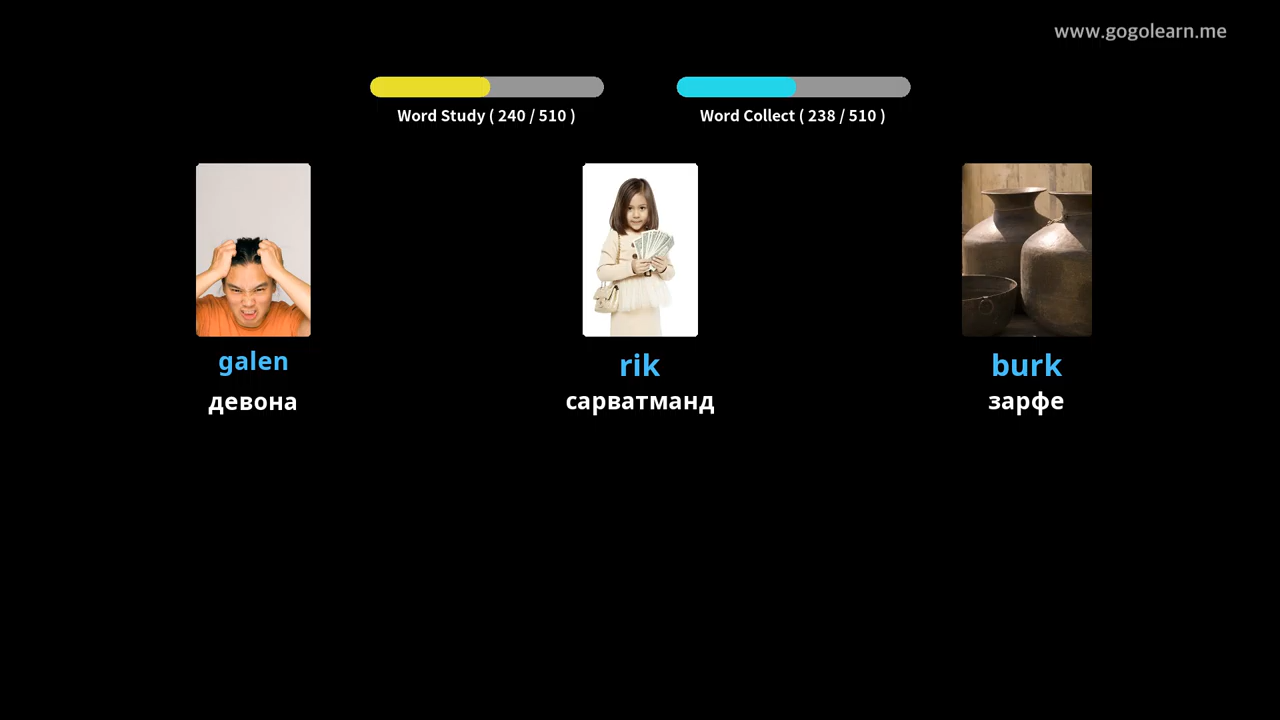 www.gogolearn.me
Word Study ( 240 / 510 )
Word Collect ( 238 / 510 )
galen
девона
rik
сарватманд
burk
зарфе